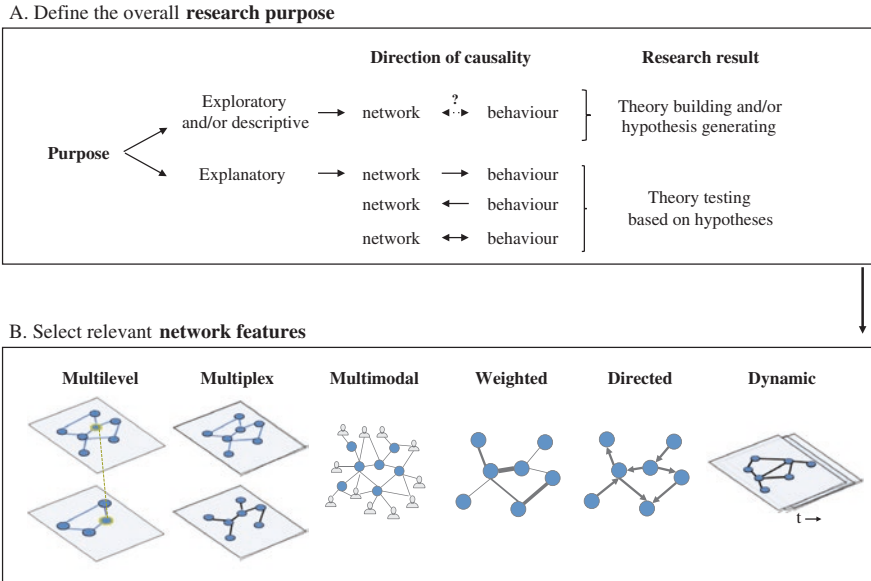 A. Define the overall research purpose
Direction of causality
Research result
Purpose
Exploratory
and/or descriptive
network
?
behaviour
Theory building and/or
hypothesis generating
Explanatory
network
behaviour
network
behaviour
network
behaviour
Theory testing
based on hypotheses
B. Select relevant network features
Multilevel
Multiplex
Multimodal
Weighted
Directed
Dynamic
t